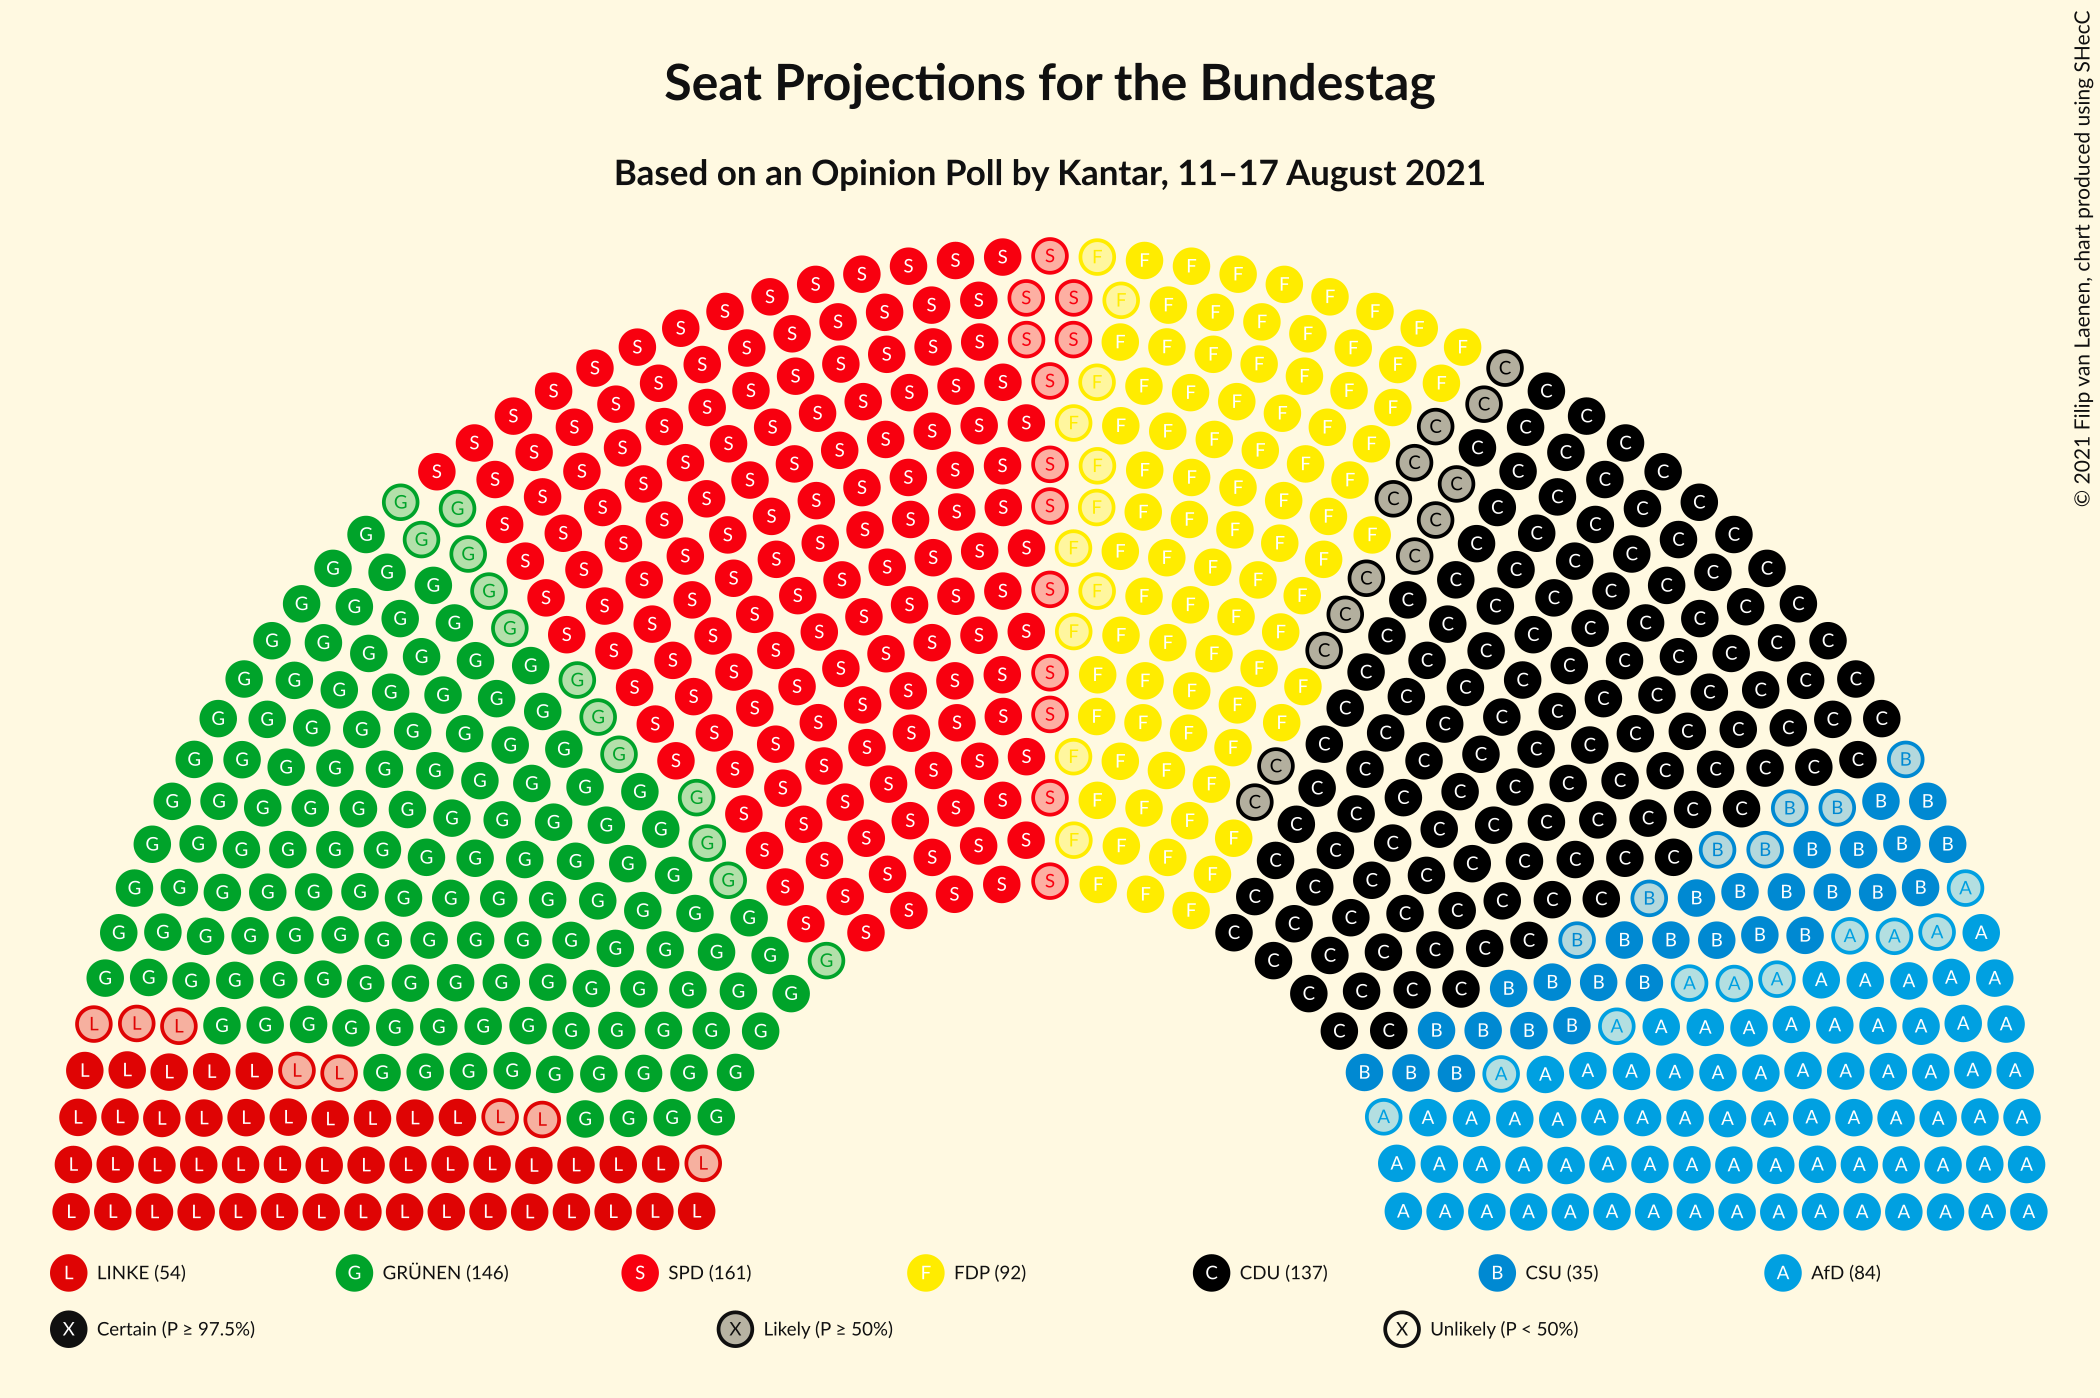 Seat Projections for the Bundestag
Based on an Opinion Poll by Kantar, 11–17 August 2021
© 2021 Filip van Laenen, chart produced using SHecC
L LINKE (54)
G GRÜNEN (146)
S SPD (161)
F FDP (92)
C CDU (137)
B CSU (35)
A AfD (84)
X Certain (P ≥ 97.5%)
X Likely (P ≥ 50%)
X Unlikely (P < 50%)